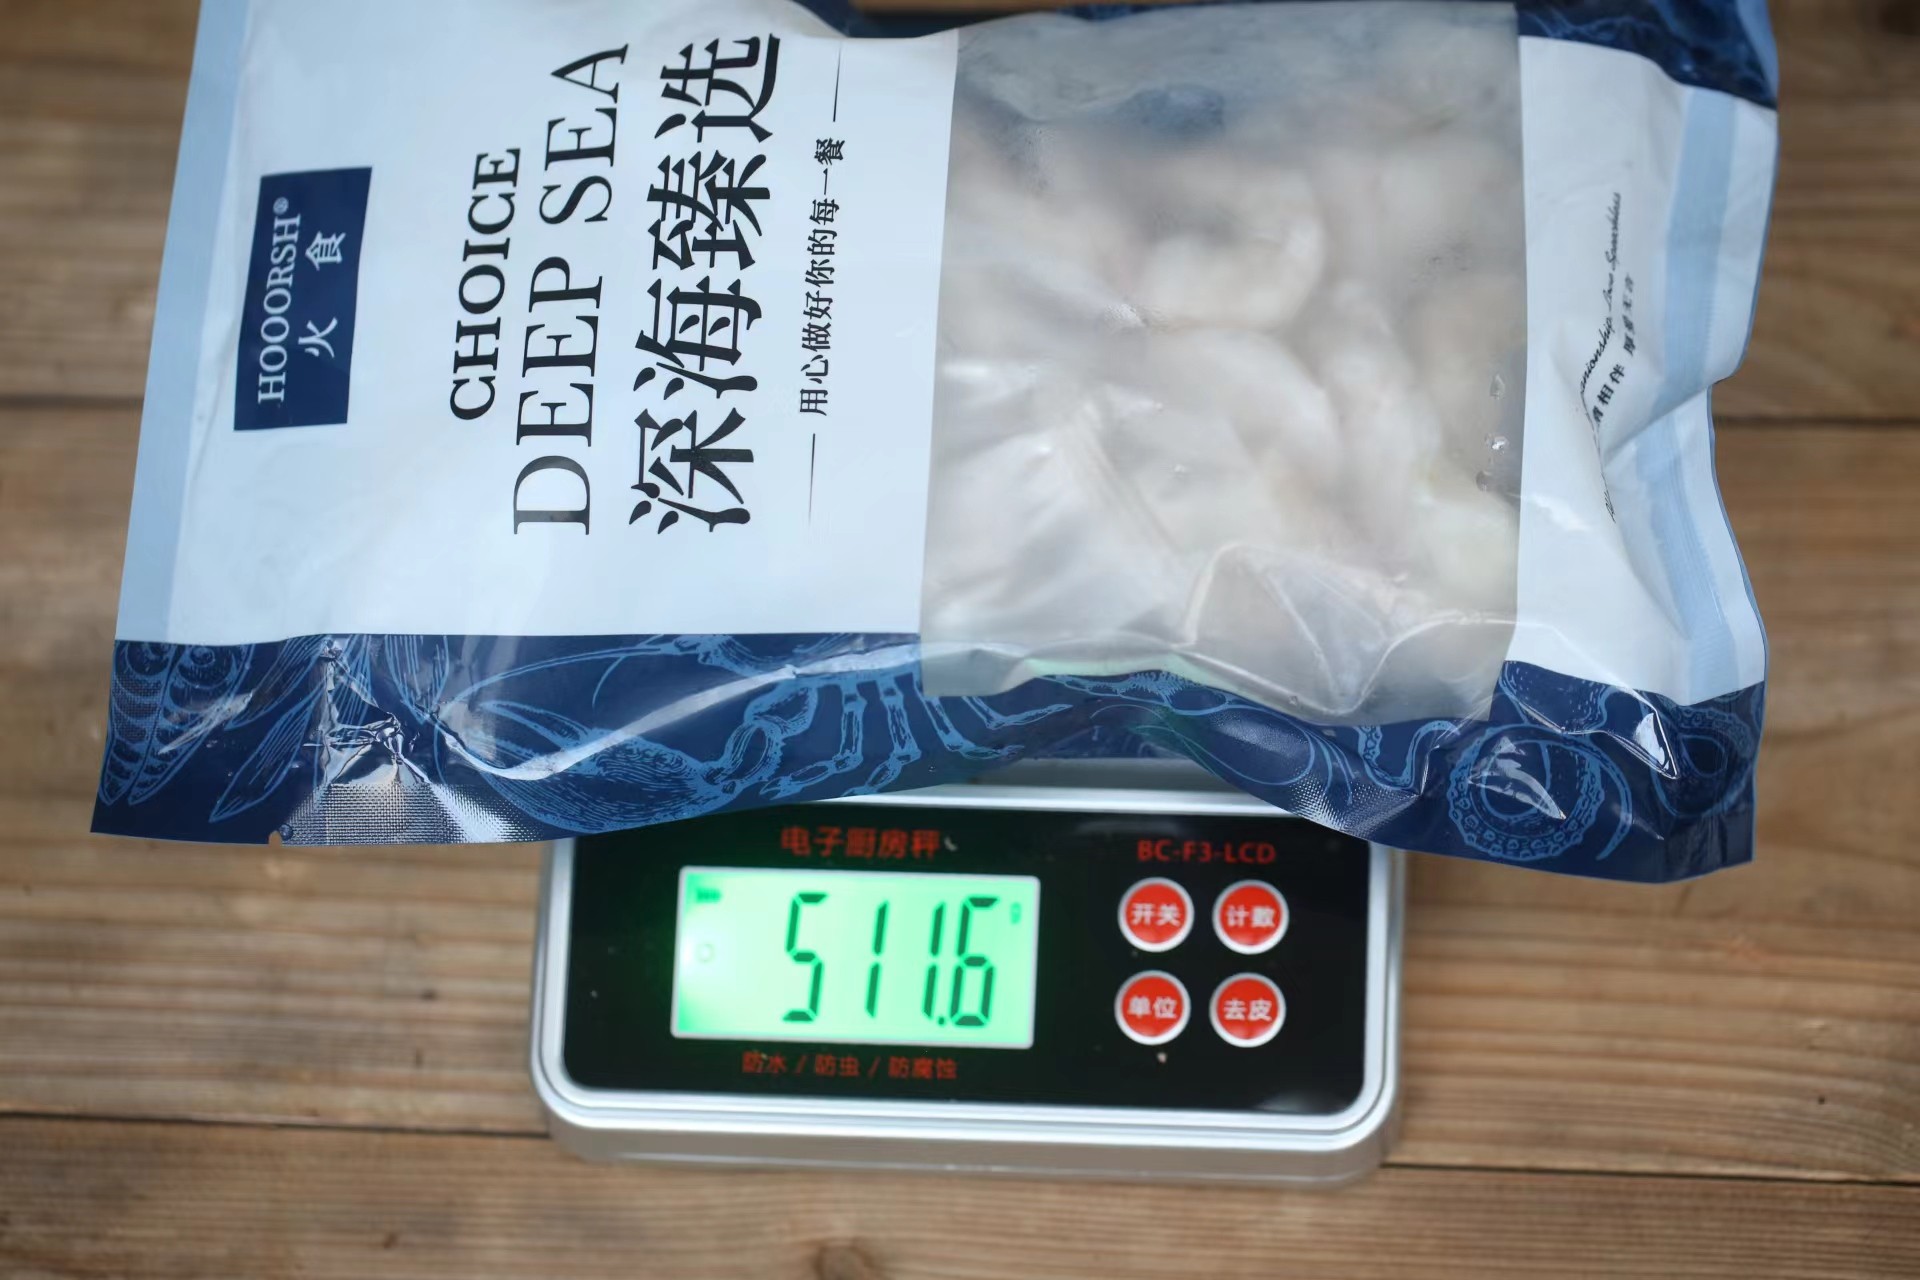 HOOORSH®
火食
CHOICE
DEEP SEA
深海臻选
用心做好你的每一餐
相伴
电子厨房秤
BC-F3-LCD
511.6
g
开关
计数
单位
去皮
防水 / 防虫 / 防腐蚀